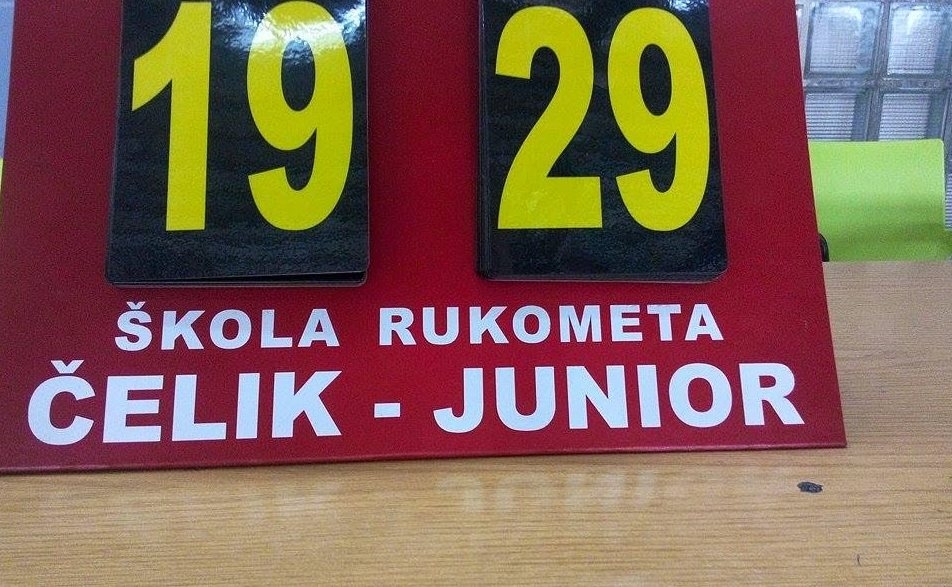 19 29
ŠKOLA RUKOMETA
ČELIK - JUNIOR